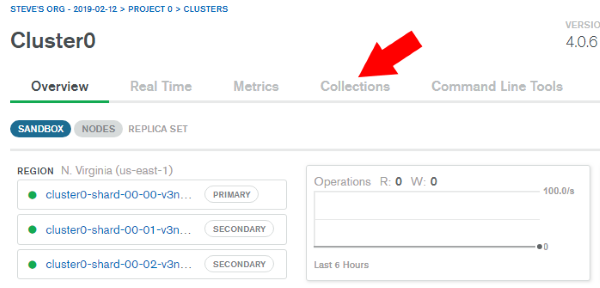 STEVE'S ORG - 2019-02-12 > PROJECT 0 > CLUSTERS
VERSIO
Cluster0
4.0.6
Overview Real Time Metrics Collections Command Line Tools
SANDBOX NODES REPLICA SET
REGION N. Virginia (us-east-1)
cluster0-shard-00-00-v3n... PRIMARY
cluster0-shard-00-01-v3n... SECONDARY
cluster0-shard-00-02-v3n... SECONDARY
Operations R: 0 W: 0
100.0/s
0
Last 6 Hours